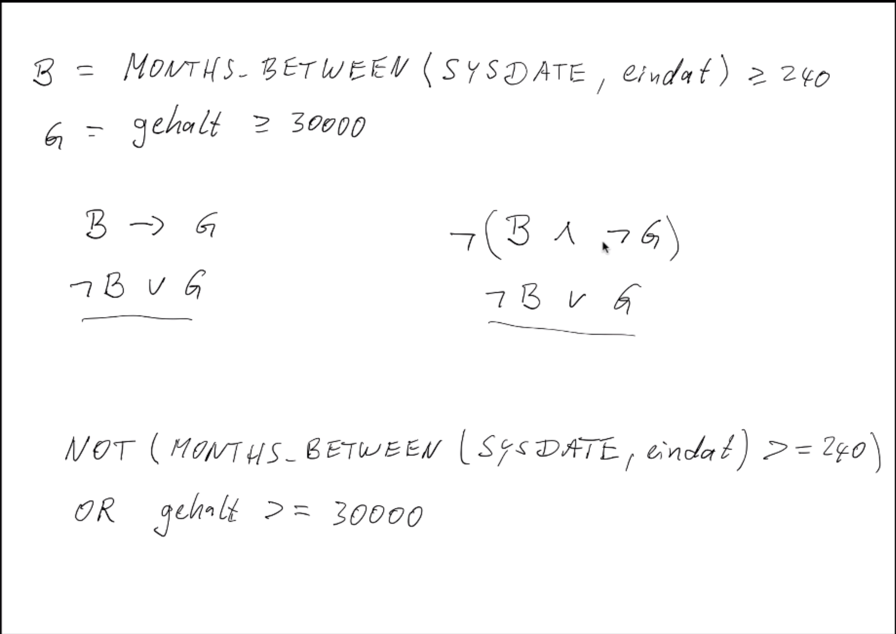 B = MONTHS_BETWEEN (SYSDATE, eindat) ≥ 240
G = gehalt ≥ 30000
B → G
¬B ∨ G
¬(B ∧ ¬G)
¬B ∨ G
NOT (MONTHS_BETWEEN (SYSDATE, eindat) >= 240)
OR gehalt >= 30000